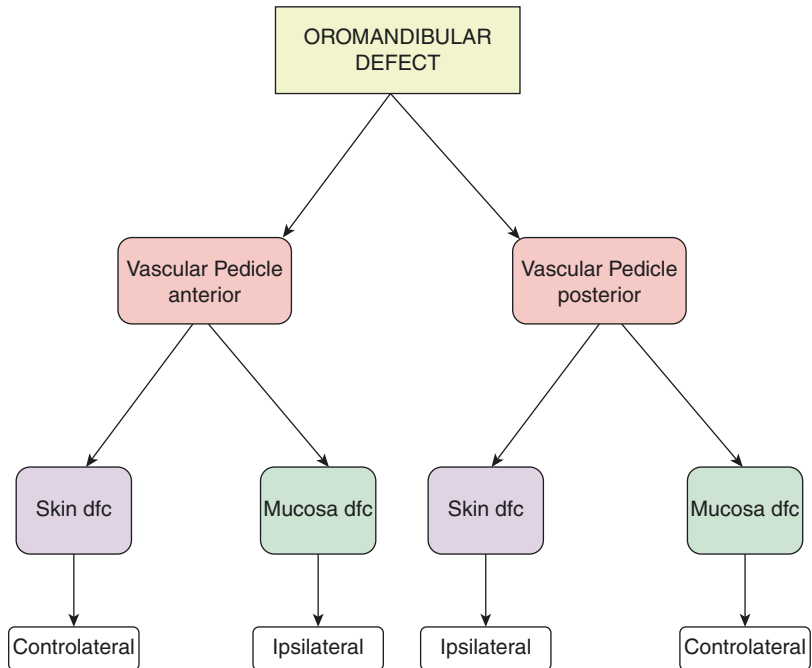 OROMANDIBULAR
DEFECT
Vascular Pedicle
anterior
Vascular Pedicle
posterior
Skin dfc
Mucosa dfc
Skin dfc
Mucosa dfc
Controlateral
Ipsilateral
Ipsilateral
Controlateral